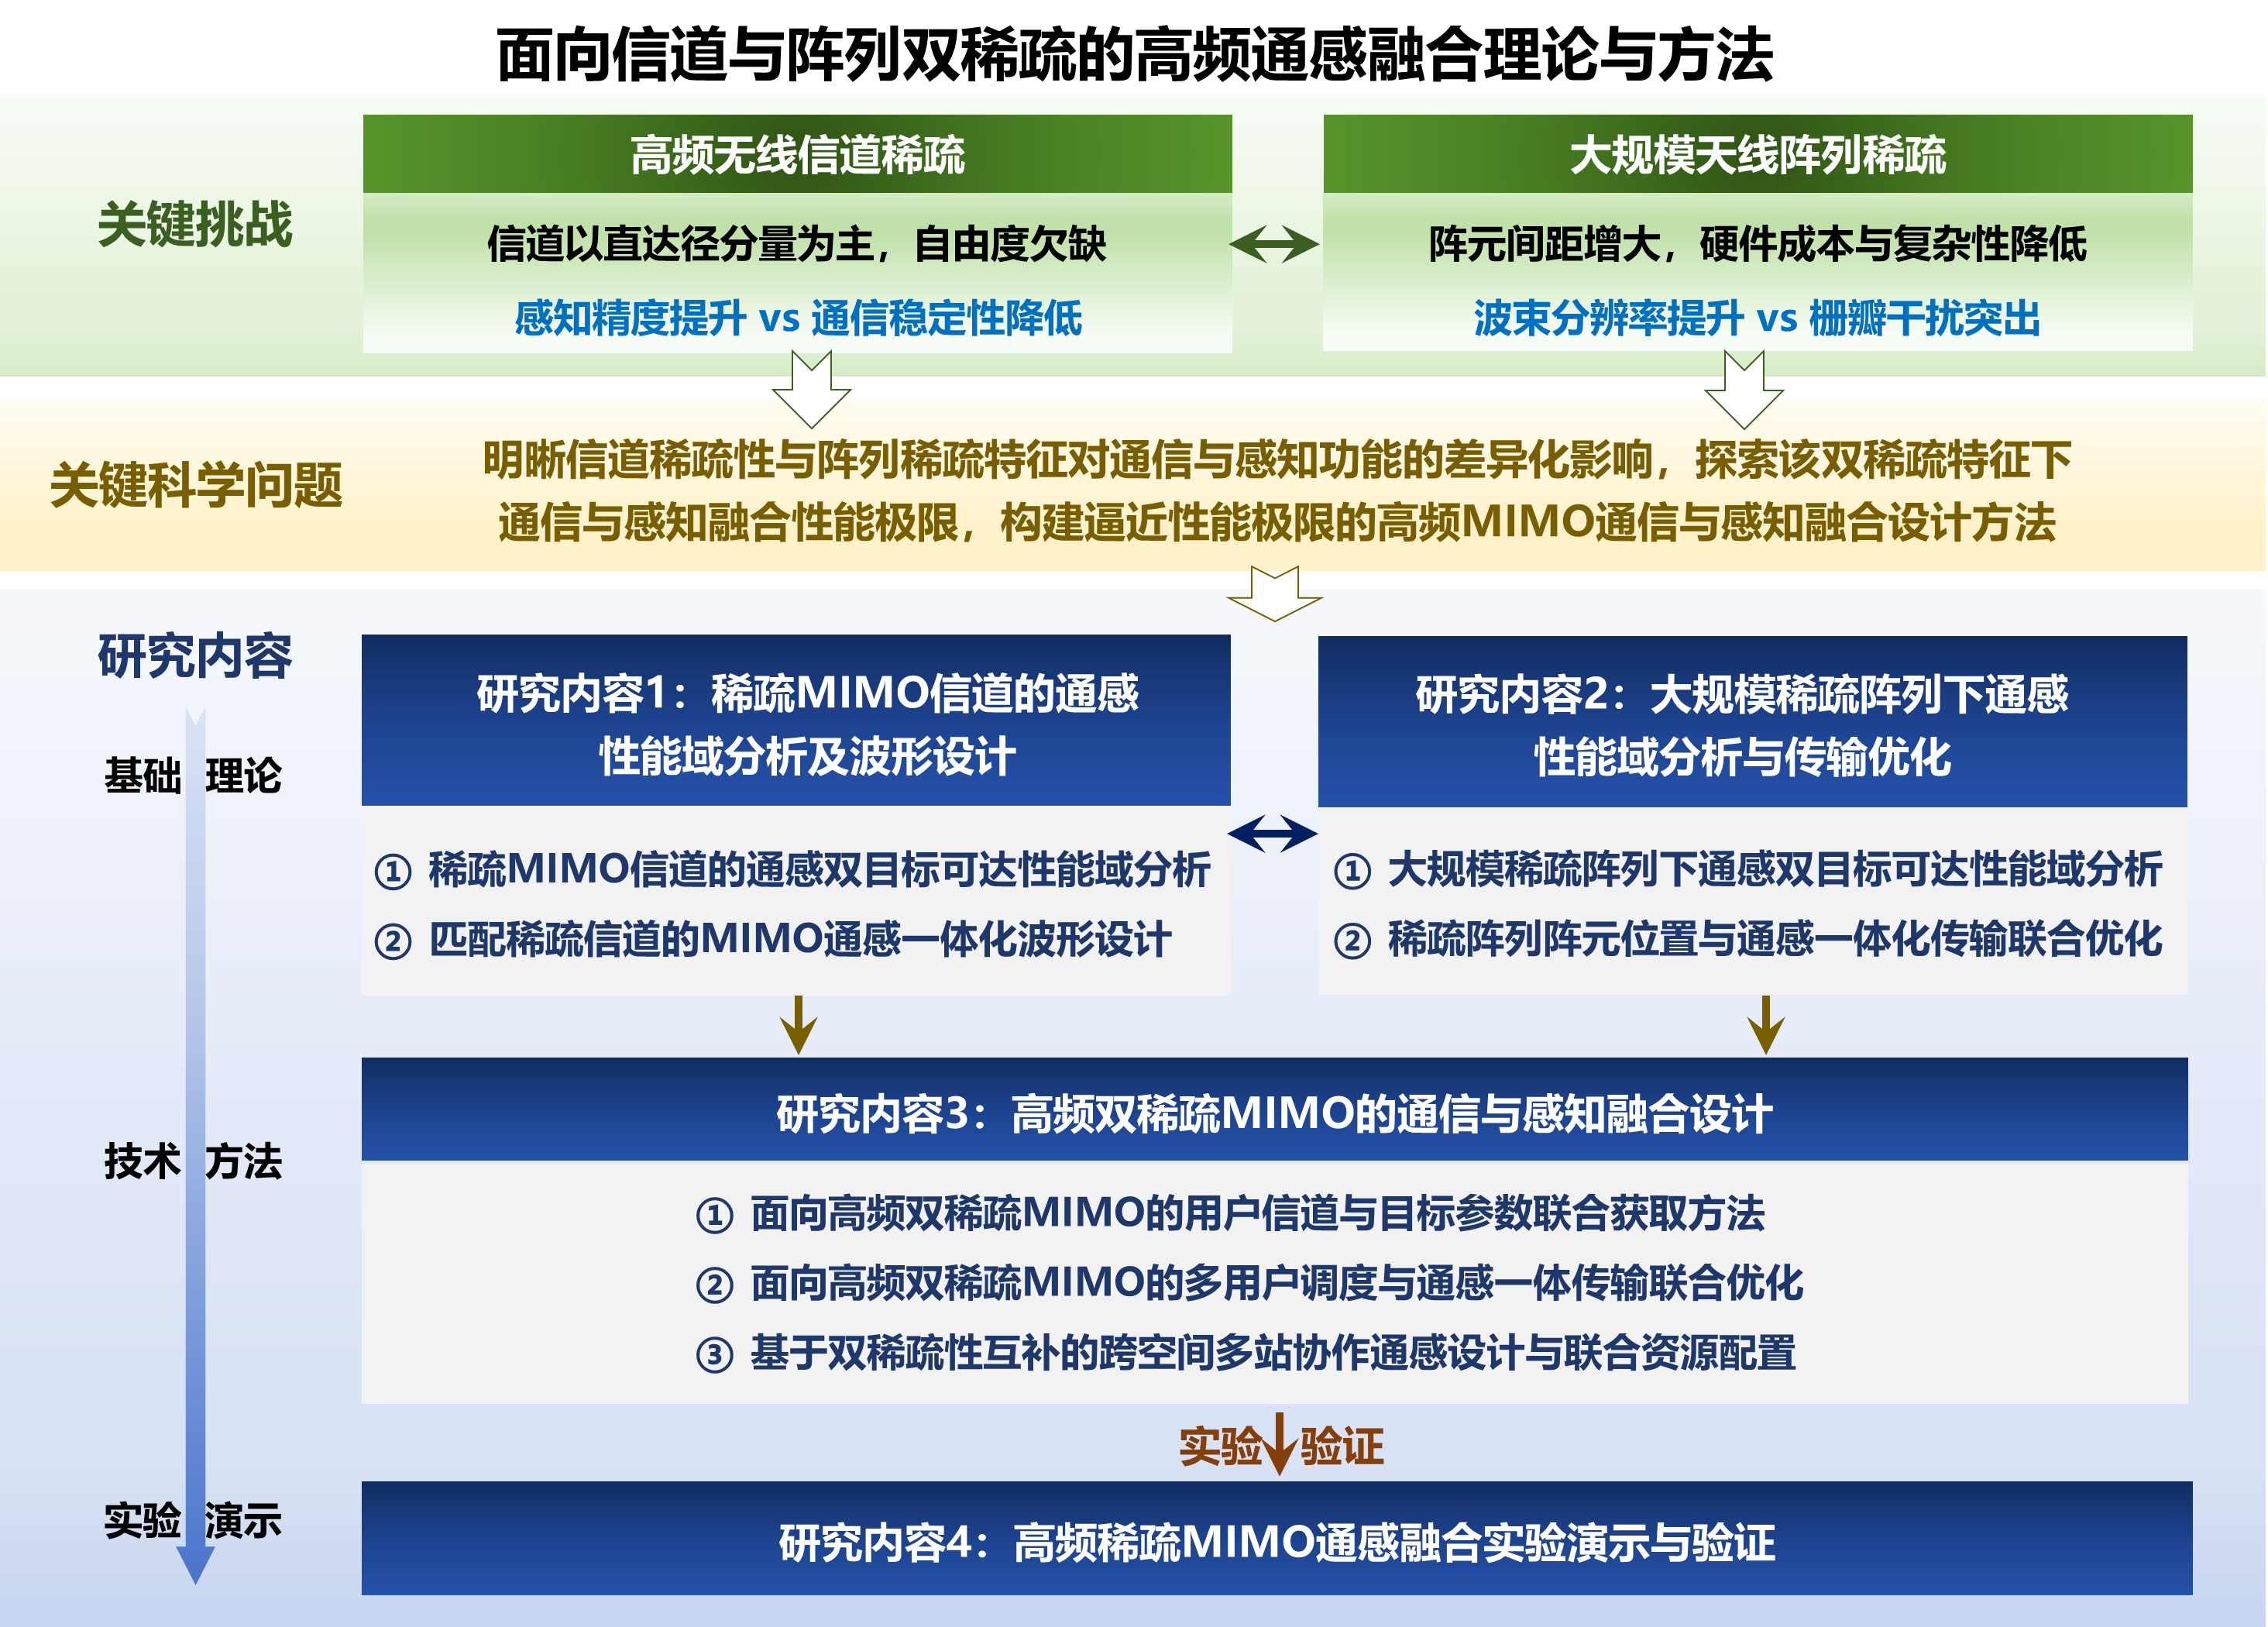 面向信道与阵列双稀疏的高频通感融合理论与方法
关键挑战
高频无线信道稀疏
信道以直达径分量为主，自由度欠缺
感知精度提升 vs 通信稳定性降低
大规模天线阵列稀疏
阵元间距增大，硬件成本与复杂性降低
波束分辨率提升 vs 栅瓣干扰突出
关键科学问题
明晰信道稀疏性与阵列稀疏特征对通信与感知功能的差异化影响，探索该双稀疏特征下
通信与感知融合性能极限，构建逼近性能极限的高频MIMO通信与感知融合设计方法
研究内容
基础 理论
研究内容1：稀疏MIMO信道的通感
性能域分析及波形设计
① 稀疏MIMO信道的通感双目标可达性能域分析
② 匹配稀疏信道的MIMO通感一体化波形设计
研究内容2：大规模稀疏阵列下通感
性能域分析与传输优化
① 大规模稀疏阵列下通感双目标可达性能域分析
② 稀疏阵列阵元位置与通感一体化传输联合优化
技术 方法
研究内容3：高频双稀疏MIMO的通信与感知融合设计
① 面向高频双稀疏MIMO的用户信道与目标参数联合获取方法
② 面向高频双稀疏MIMO的多用户调度与通感一体传输联合优化
③ 基于双稀疏性互补的跨空间多站协作通感设计与联合资源配置
实验 验证
实验 演示
研究内容4：高频稀疏MIMO通感融合实验演示与验证